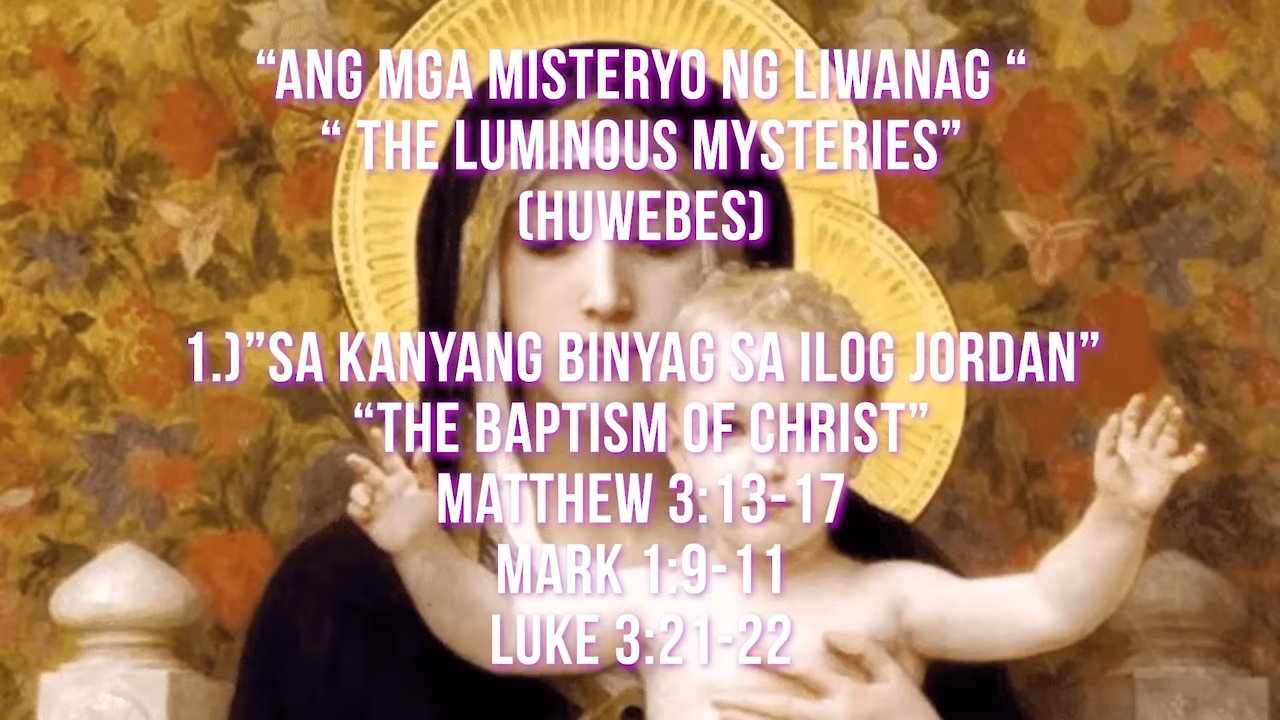 “ANG MGA MISTERYO NG LIWANAG “
“ THE LUMINOUS MYSTERIES”
(HUWEBES)
1.)”SA KANYANG BINYAG SA ILOG JORDAN”
“THE BAPTISM OF CHRIST”
MATTHEW 3:13-17
MARK 1:9-11
LUKE 3:21-22